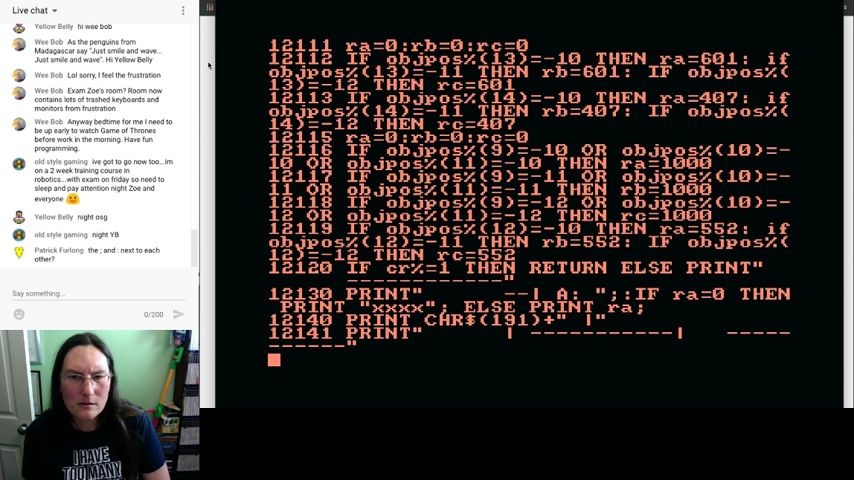 Live chat
Yellow Belly hi wee bob
Wee Bob As the penguins from
Madagascar say "Just smile and wave...
Just smile and wave". Hi Yellow Belly
Wee Bob Lol sorry, I feel the frustration
Wee Bob Exam Zoe's room? Room now
contains lots of trashed keyboards and
monitors from frustration
Wee Bob Anyway bedtime for me I need to
be up early to watch Game of Thrones
before work in the morning. Have fun
programming.
old style gaming ive got to go now too...im
on a 2 week training course in
robotics...with exam on friday so need to
sleep and pay attention night Zoe and
everyone
Yellow Belly night osg
old style gaming night YB
Patrick Furlong the ; and : next to each
other?
Say something...
0/200
12111 ra=0:rb=0:rc=0
12112 IF objpos%(13)=-10 THEN ra=601: if
objpos%(13)=-11 THEN rb=601: IF objpos%(
13)=-12 THEN rc=601
12113 IF objpos%(14)=-10 THEN ra=407: if
objpos%(14)=-11 THEN rb=407: IF objpos%(
14)=-12 THEN rc=407
12115 ra=0:rb=0:rc=0
12116 IF objpos%(9)=-10 OR objpos%(10)=-
10 OR objpos%(11)=-10 THEN ra=1000
12117 IF objpos%(9)=-11 OR objpos%(10)=-
11 OR objpos%(11)=-11 THEN rb=1000
12118 IF objpos%(9)=-12 OR objpos%(10)=-
12 OR objpos%(11)=-12 THEN rc=1000
12119 IF objpos%(12)=-10 THEN ra=552: if
objpos%(12)=-11 THEN rb=552: IF objpos%(
12)=-12 THEN rc=552
12120 IF cr%=1 THEN RETURN ELSE PRINT"
------------"
12130 PRINT"      --| A: ";:IF ra=0 THEN
PRINT "xxxx"; ELSE PRINT ra;
12140 PRINT CHR$(191)+" |"
12141 PRINT"      | -----------|   -----
------"
I HAVE
TOO MANY